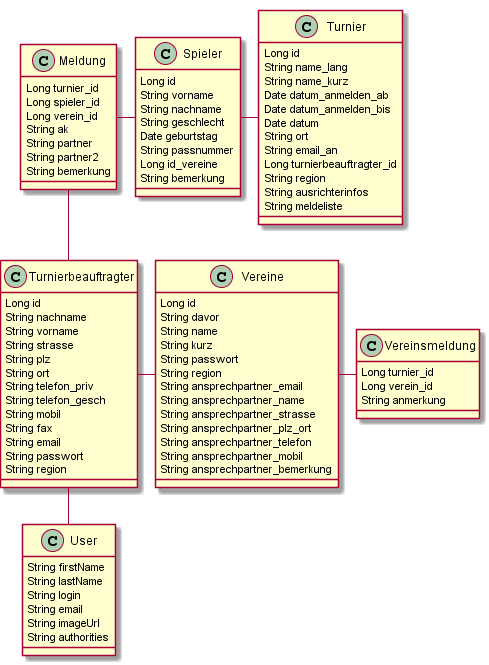 C Meldung
Long turnier_id
Long spieler_id
Long verein_id
String ak
String partner
String partner2
String bemerkung
C Spieler
Long id
String vorname
String nachname
String geschlecht
Date geburtstag
String passnummer
Long id_vereine
String bemerkung
C Turnier
Long id
String name_lang
String name_kurz
Date datum_anmelden_ab
Date datum_anmelden_bis
Date datum
String ort
String email_an
Long turnierbeauftragter_id
String region
String ausrichterinfos
String meldeliste
C Turnierbeauftragter
Long id
String nachname
String vorname
String strasse
String plz
String ort
String telefon_priv
String telefon_gesch
String mobil
String fax
String email
String passwort
String region
C Vereine
Long id
String davor
String name
String kurz
String passwort
String region
String ansprechpartner_email
String ansprechpartner_name
String ansprechpartner_strasse
String ansprechpartner_plz_ort
String ansprechpartner_telefon
String ansprechpartner_mobil
String ansprechpartner_bemerkung
C Vereinsmeldung
Long turnier_id
Long verein_id
String anmerkung
C User
String firstName
String lastName
String login
String email
String imageUrl
String authorities